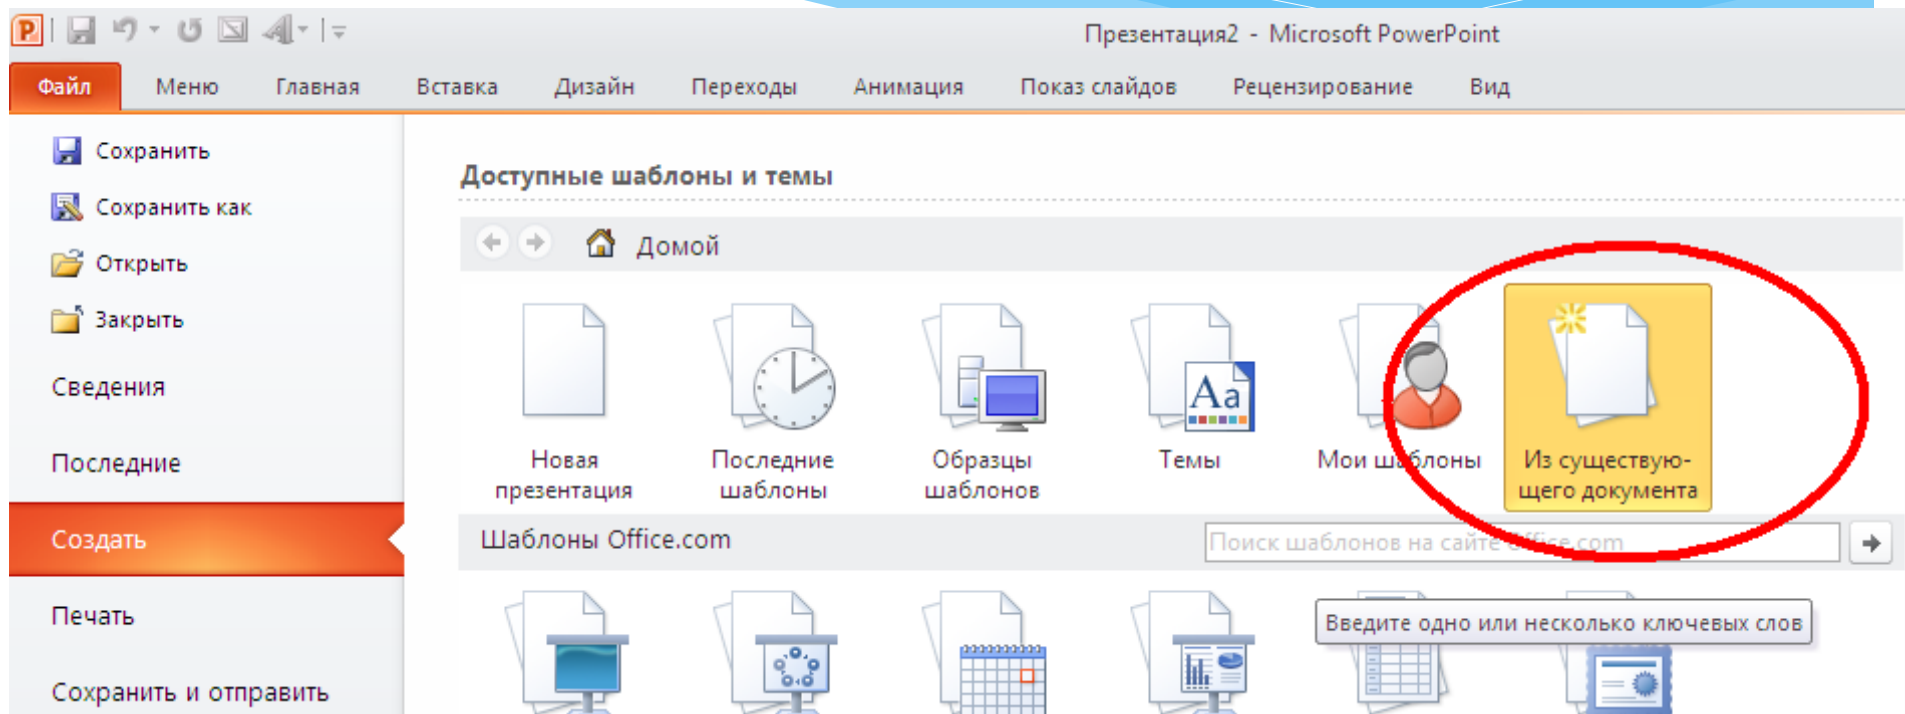 Презентация2 - Microsoft PowerPoint
Файл Меню Главная Вставка Дизайн Переходы Анимация Показ слайдов Рецензирование Вид
Сохранить
Сохранить как
Открыть
Закрыть
Сведения
Последние
Создать
Печать
Сохранить и отправить
Доступные шаблоны и темы
Домой
Новая
презентация
Последние
шаблоны
Образцы
шаблонов
Темы
Мои шаблоны
Из существую-
щего документа
Шаблоны Office.com
Поиск шаблонов на сайте Office.com
Введите одно или несколько ключевых слов